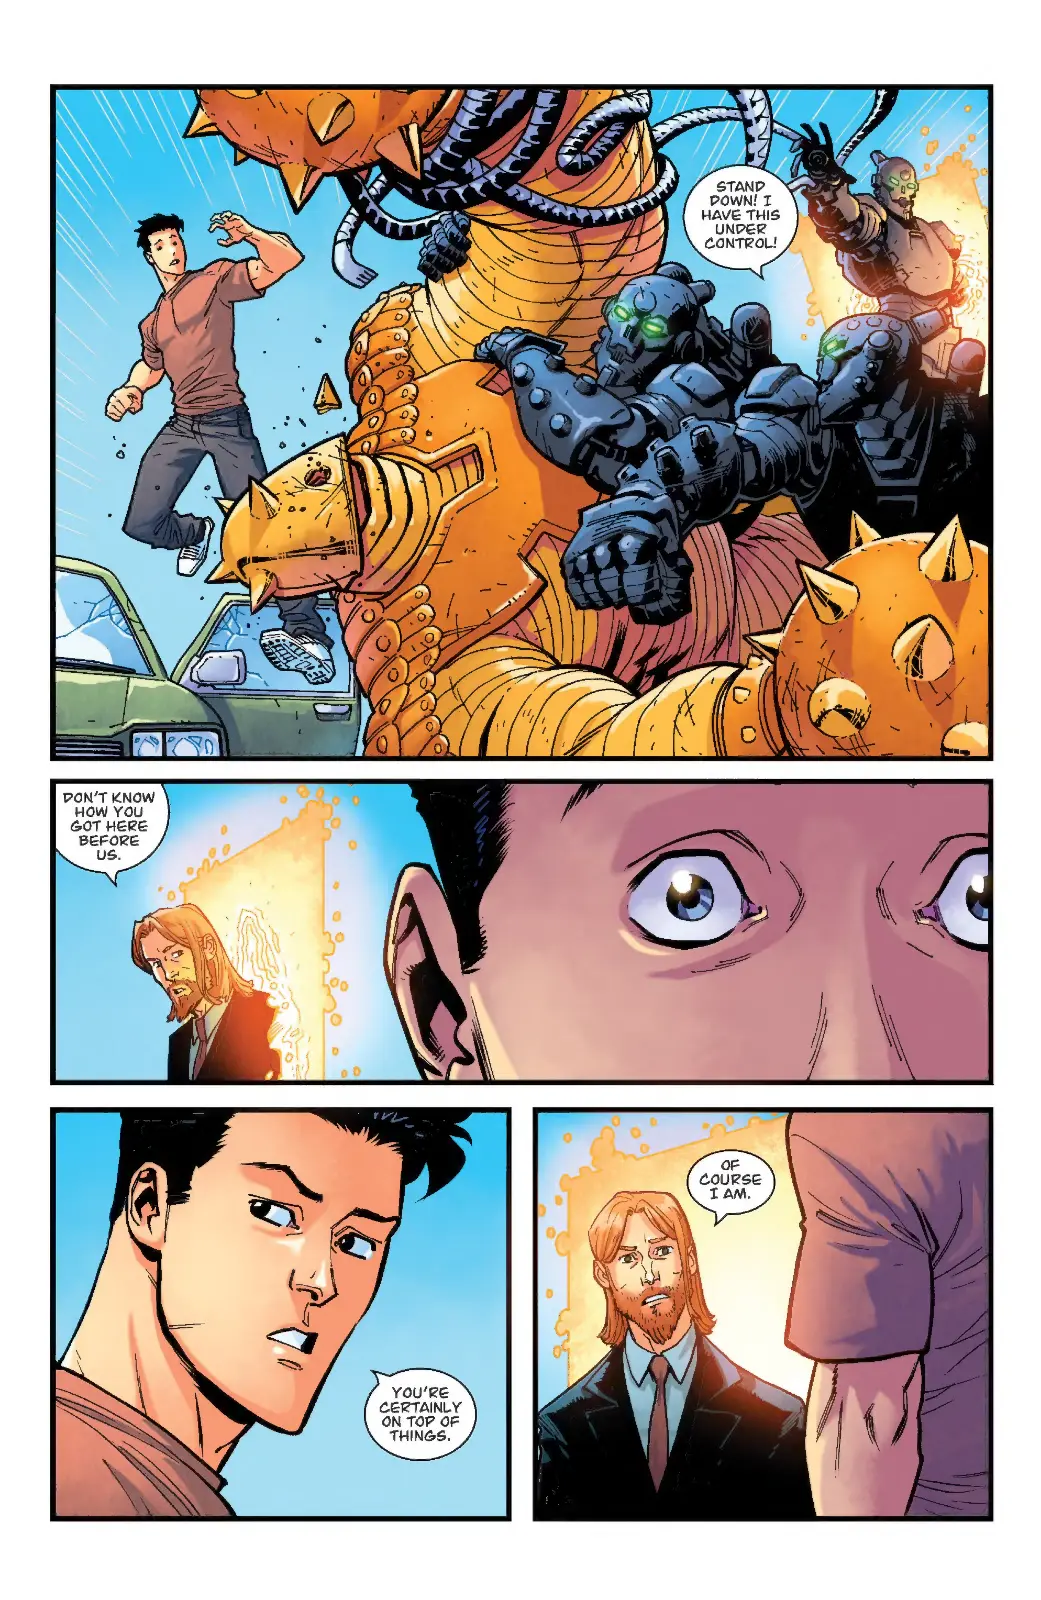 STAND
DOWN! I
HAVE THIS
UNDER
CONTROL!
DON'T KNOW
HOW YOU
GOT HERE
BEFORE
US.
YOU'RE
CERTAINLY
ON TOP OF
THINGS.
OF
COURSE
I AM.